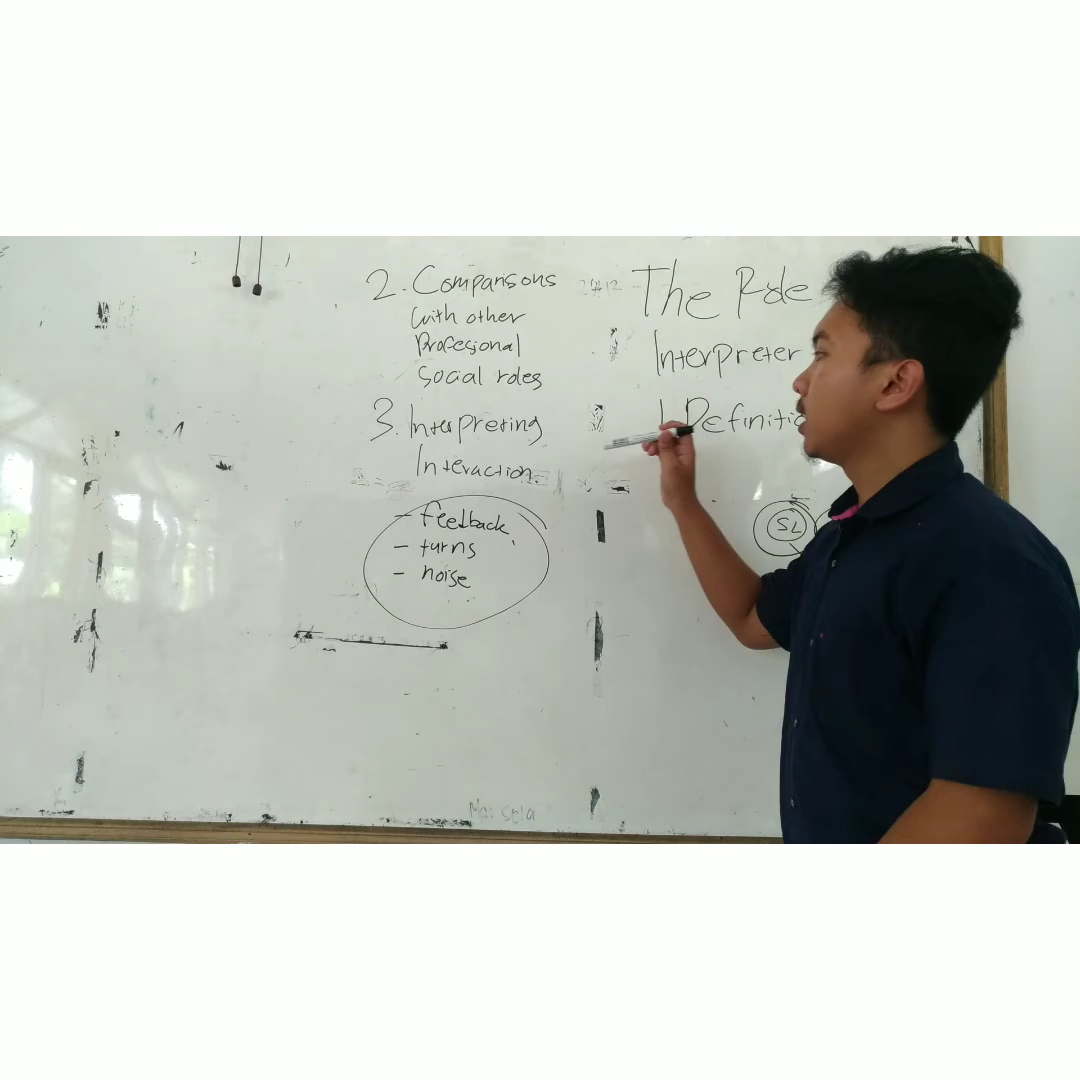 The Role
Interpreter
1. Definitio
SL
2. Comparisons
with other
Profesional
Social roles
3. Interpreting
Interaction.
- feedback
- turns
- noise